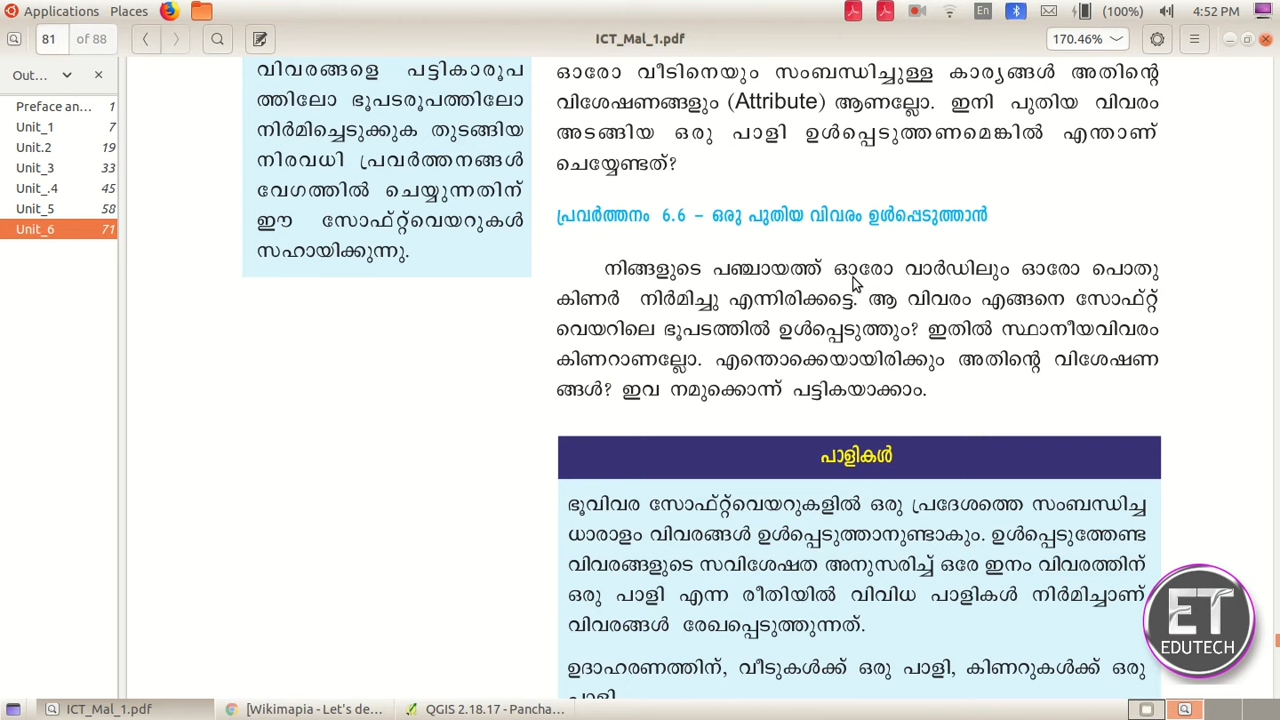 Applications Places En (100%) 4:52 PM
81 of 88 ICT_Mal_1.pdf 170.46%
Out...
Preface an... 1
Unit_1 7
Unit.2 19
Unit_3 33
Unit_.4 45
Unit_5 58
Unit_6 71
വിവരങ്ങളെ പട്ടികാരൂപ
ത്തിലോ ഭൂപടരൂപത്തിലോ
നിർമിച്ചെടുക്കുക തുടങ്ങിയ
നിരവധി പ്രവർത്തനങ്ങൾ
വേഗത്തിൽ ചെയ്യുന്നതിന്
ഈ സോഫ്റ്റ്‌വെയറുകൾ
സഹായിക്കുന്നു.
ഓരോ വീടിനെയും സംബന്ധിച്ചുള്ള കാര്യങ്ങൾ അതിന്റെ
വിശേഷണങ്ങളും (Attribute) ആണല്ലോ. ഇനി പുതിയ വിവരം
അടങ്ങിയ ഒരു പാളി ഉൾപ്പെടുത്തണമെങ്കിൽ എന്താണ്
ചെയ്യേണ്ടത്?
പ്രവർത്തനം 6.6 – ഒരു പുതിയ വിവരം ഉൾപ്പെടുത്താൻ
നിങ്ങളുടെ പഞ്ചായത്ത് ഓരോ വാർഡിലും ഓരോ പൊതു
കിണർ നിർമിച്ചു എന്നിരിക്കട്ടെ. ആ വിവരം എങ്ങനെ സോഫ്റ്റ്
വെയറിലെ ഭൂപടത്തിൽ ഉൾപ്പെടുത്തും? ഇതിൽ സ്ഥാനീയവിവരം
കിണറാണല്ലോ. എന്തൊക്കെയായിരിക്കും അതിന്റെ വിശേഷണ
ങ്ങൾ? ഇവ നമുക്കൊന്ന് പട്ടികയാക്കാം.
പാളികൾ
ഭൂവിവര സോഫ്റ്റ്‌വെയറുകളിൽ ഒരു പ്രദേശത്തെ സംബന്ധിച്ച
ധാരാളം വിവരങ്ങൾ ഉൾപ്പെടുത്താനുണ്ടാകും. ഉൾപ്പെടുത്തേണ്ട
വിവരങ്ങളുടെ സവിശേഷത അനുസരിച്ച് ഒരേ ഇനം വിവരത്തിന്
ഒരു പാളി എന്ന രീതിയിൽ വിവിധ പാളികൾ നിർമിച്ചാണ്
വിവരങ്ങൾ രേഖപ്പെടുത്തുന്നത്.
ഉദാഹരണത്തിന്, വീടുകൾക്ക് ഒരു പാളി, കിണറുകൾക്ക് ഒരു
പാളി
ET
EDUTECH
ICT_Mal_1.pdf [Wikimapia - Let's de... QGIS 2.18.17 - Pancha...